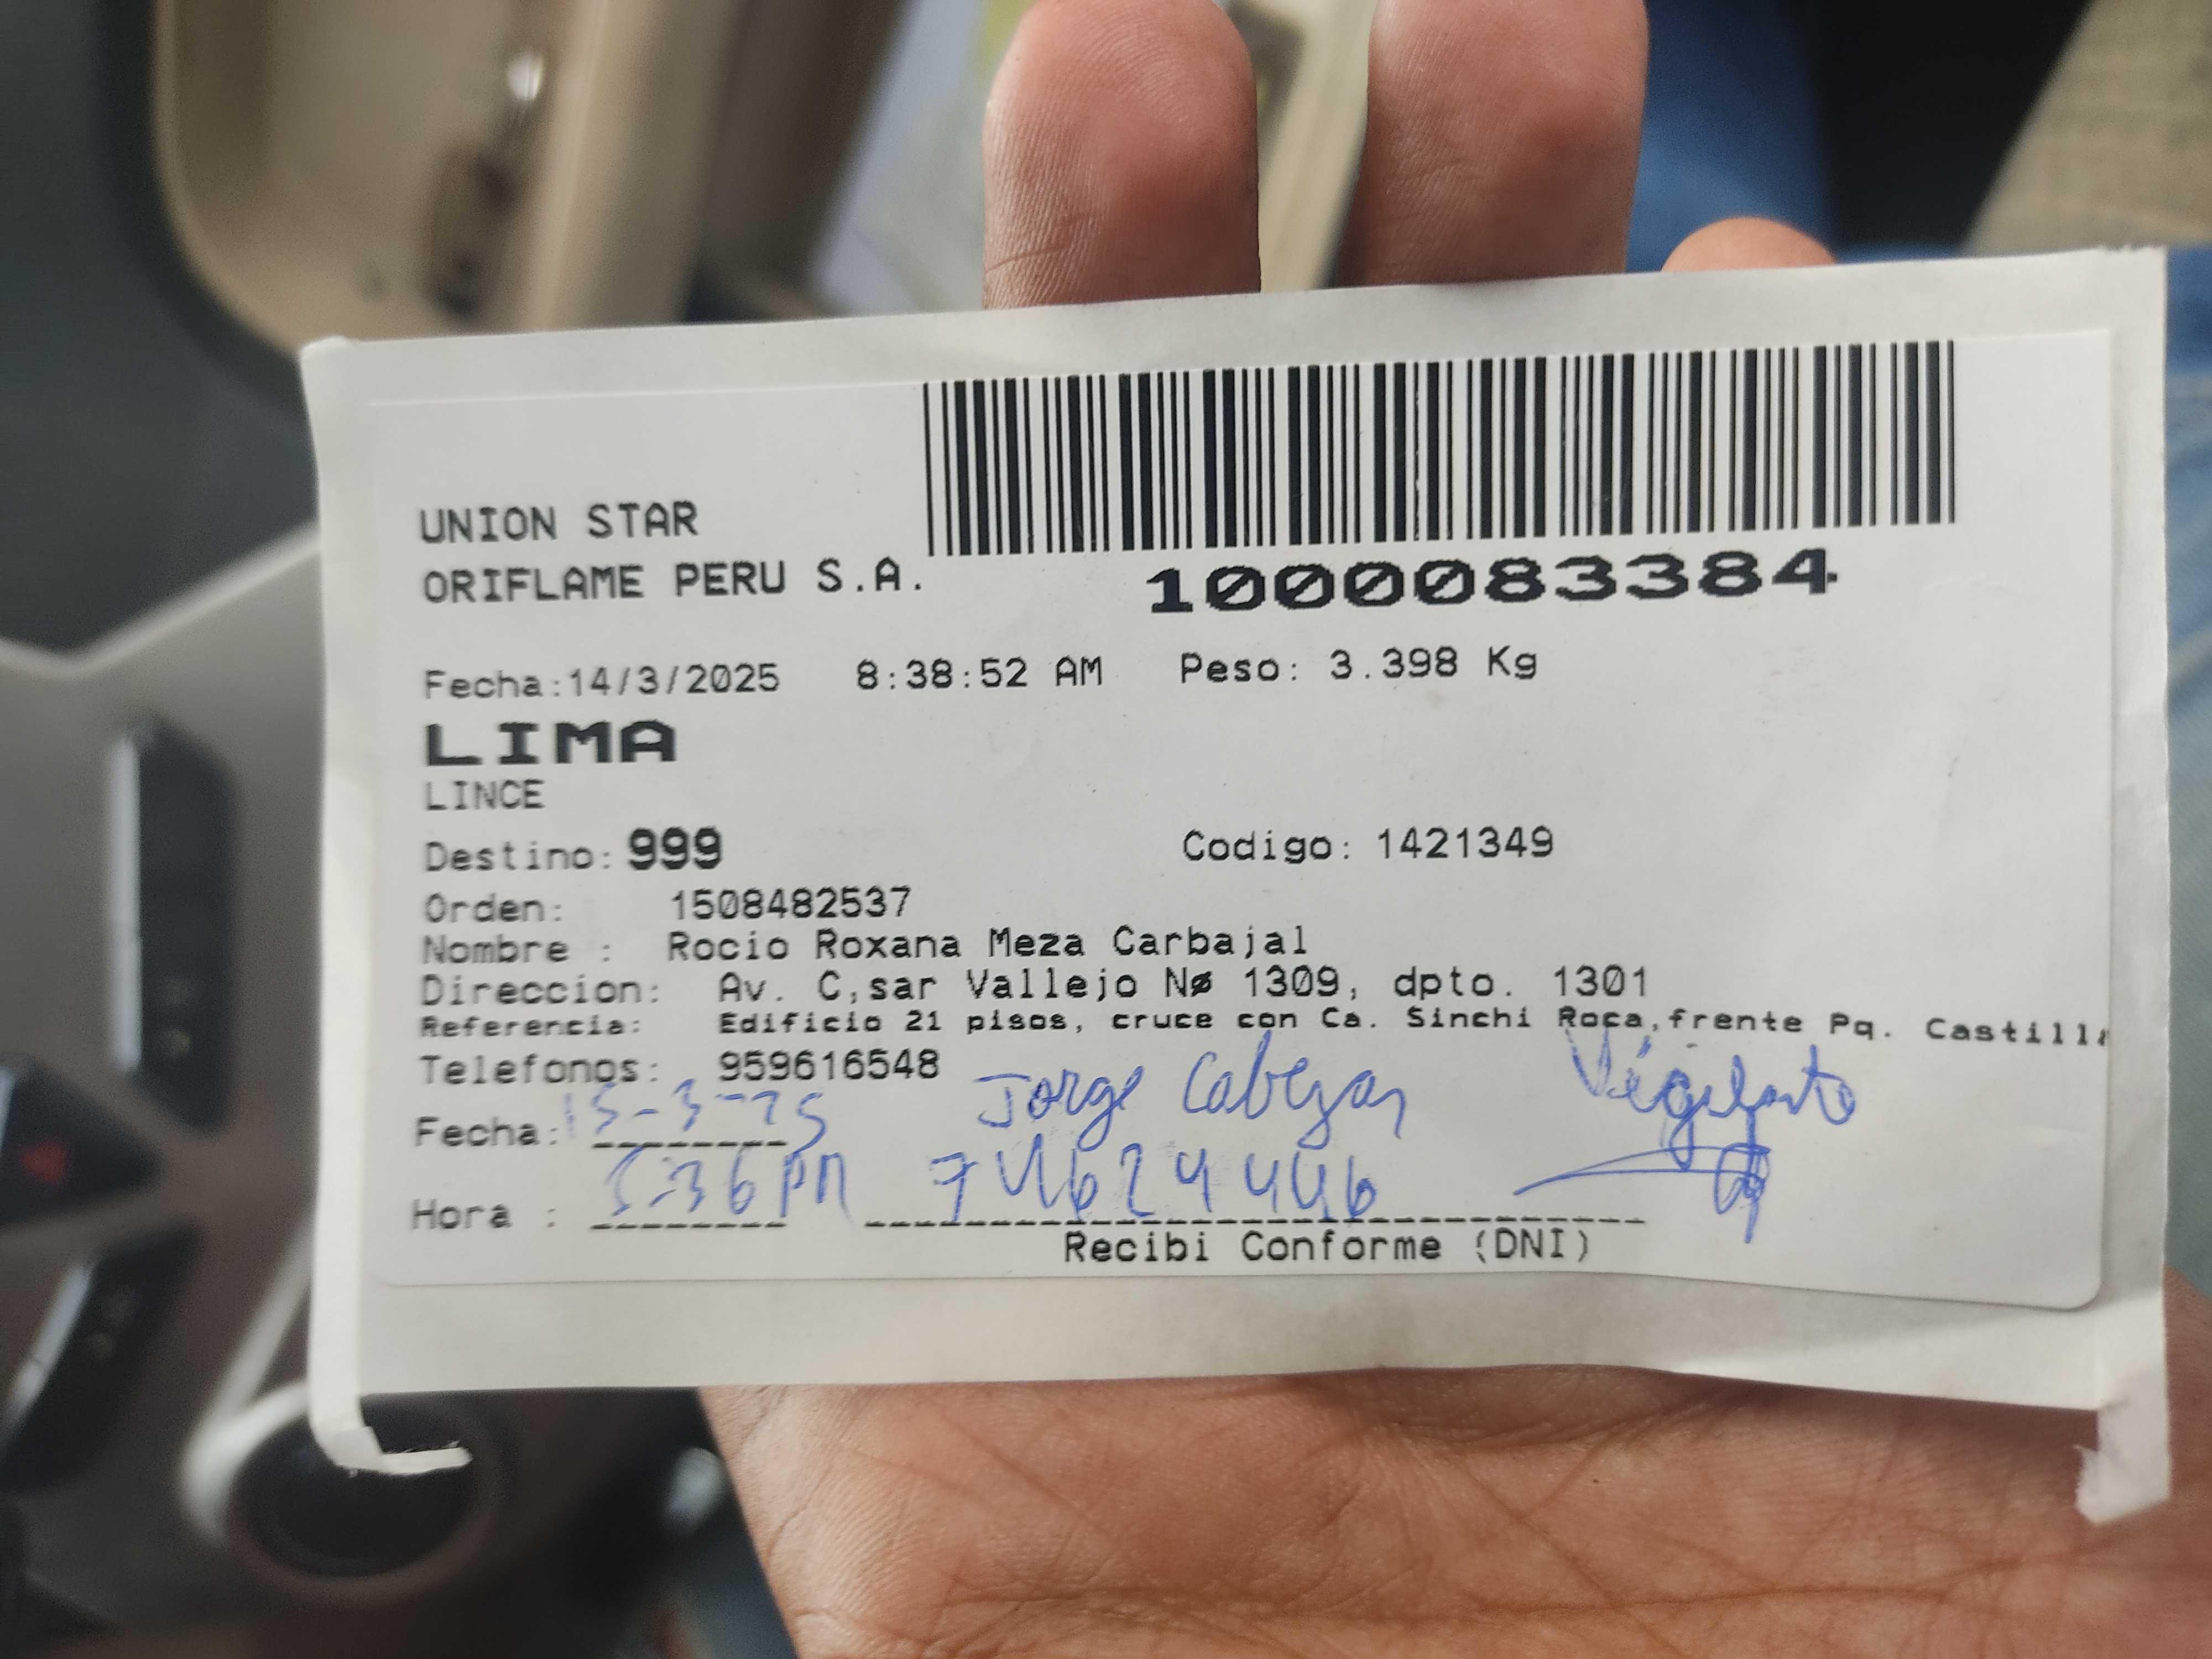 UNION STAR
ORIFLAME PERU S.A.
1000083384
Fecha:14/3/2025 8:38:52 AM Peso: 3.398 Kg
LIMA
LINCE
Destino: 999 Codigo: 1421349
Orden: 1508482537
Nombre : Rocio Roxana Meza Carbajal
Direccion: Av. C,sar Vallejo Nø 1309, dpto. 1301
Referencia: Edificio 21 pisos, cruce con Ca. Sinchi Roca,frente Pq. Castill
Telefonos: 959616548
Jorge Cabezas
Fecha: 15-3-25
Hora : 5-36 PM 74624446
Recibi Conforme (DNI)